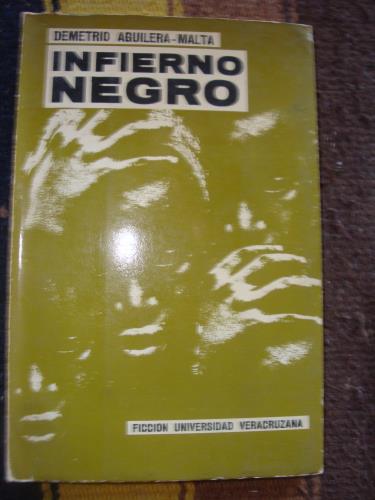 DEMETRIO AGUILERA-MALTA
INFIERNO
NEGRO
FICCION UNIVERSIDAD VERACRUZANA